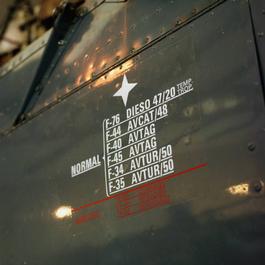 F-76 DIESO 47/20 TEMP. TROP.
F-44 AVCAT/48
F-40 AVTAG
NORMAL F-45 AVTAG
F-34 AVTUR/50
F-35 AVTUR/50